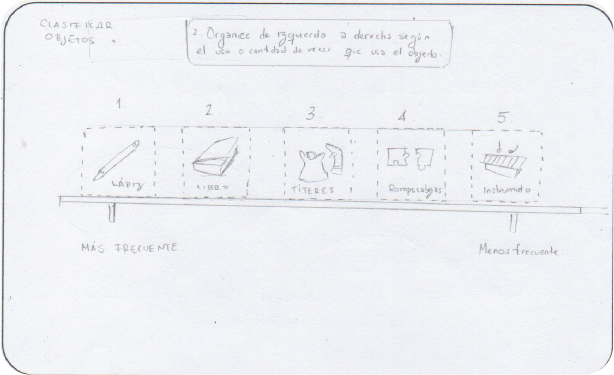 CLASIFICAR
OBJETOS.
2. Organice de izquierda a derecha según
el uso o cantidad de veces que usa el objeto.
1. 2 3. 4. 5
LÁPIZ LIBRO TÍTERES Rompecabezas Instrumento
MÁS FRECUENTE Menos frecuente